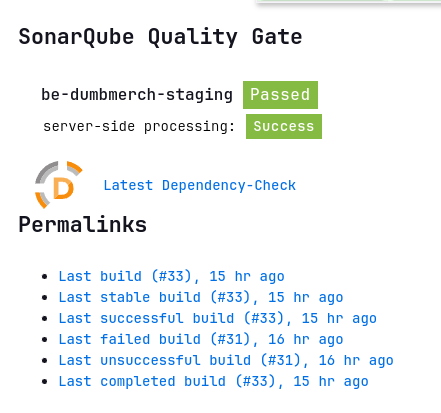 SonarQube Quality Gate
be-dumbmerch-staging Passed
server-side processing: Success
D Latest Dependency-Check
Permalinks
Last build (#33), 15 hr ago
Last stable build (#33), 15 hr ago
Last successful build (#33), 15 hr ago
Last failed build (#31), 16 hr ago
Last unsuccessful build (#31), 16 hr ago
Last completed build (#33), 15 hr ago